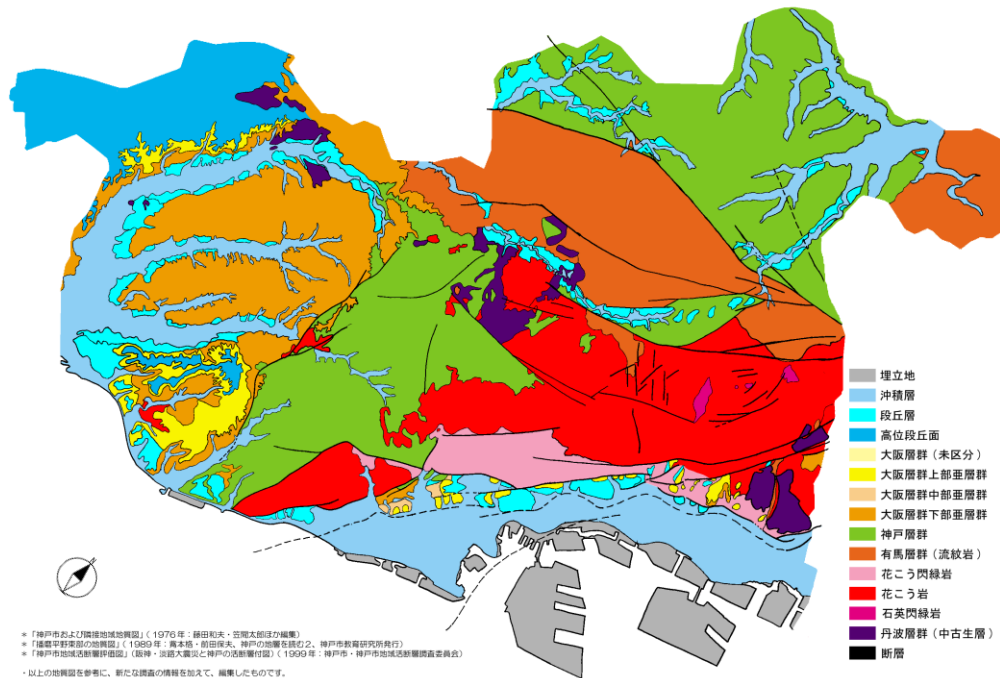 埋立地
沖積層
段丘層
高位段丘面
大阪層群（未区分）
大阪層群上部亜層群
大阪層群中部亜層群
大阪層群下部亜層群
神戸層群
有馬層群（流紋岩）
花こう閃緑岩
花こう岩
石英閃緑岩
丹波層群（中古生層）
断層
＊「神戸市および隣接地域地質図」（1976年：藤田和夫・笠間太郎ほか編集）
＊「播磨平野東部の地質図」（1989年：青木格・前田保夫、神戸の地層を読む2、神戸市教育研究所発行）
＊「神戸市地域活断層評価図」（阪神・淡路大震災と神戸の活断層付図）（1999年：神戸市・神戸市地域活断層調査委員会）
・以上の地質図を参考に、新たな調査の情報を加えて、編集したものです。